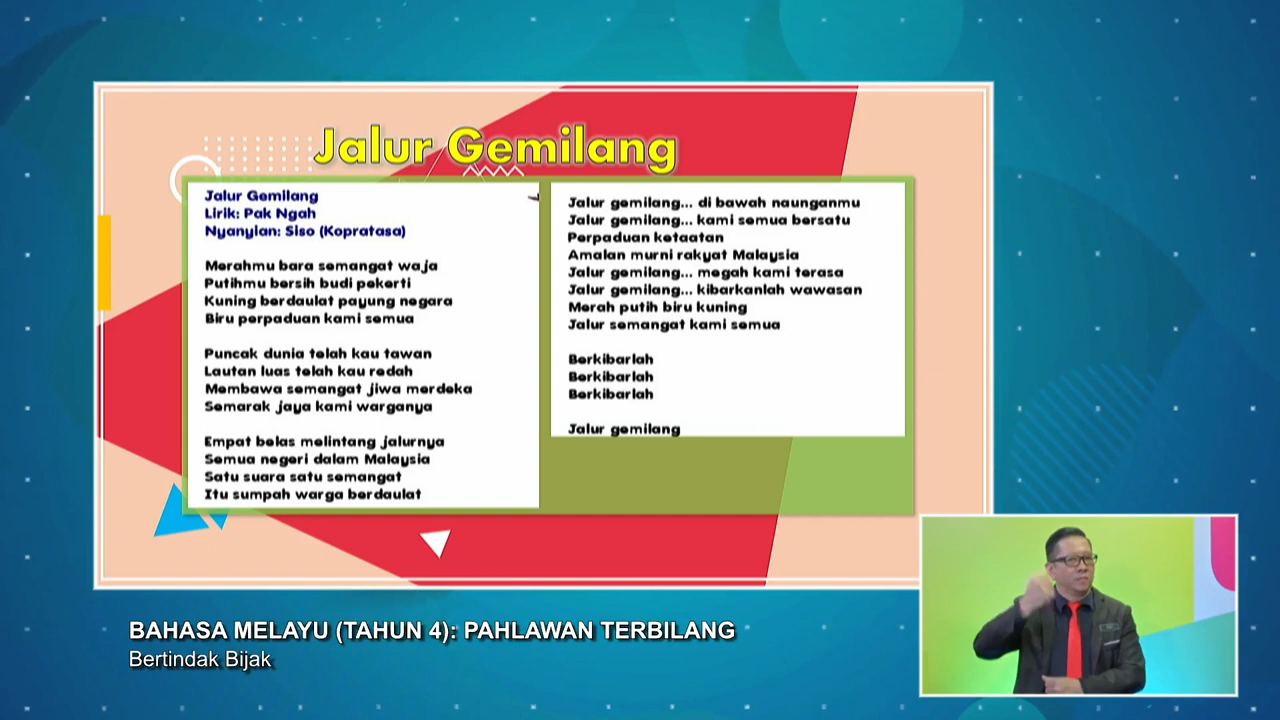 Jalur Gemilang
Jalur Gemilang
Lirik: Pak Ngah
Nyanyian: Siso (Kopratasa)
Merahmu bara semangat waja
Putihmu bersih budi pekerti
Kuning berdaulat payung negara
Biru perpaduan kami semua
Puncak dunia telah kau tawan
Lautan luas telah kau redah
Membawa semangat jiwa merdeka
Semarak jaya kami warganya
Empat belas melintang jalurnya
Semua negeri dalam Malaysia
Satu suara satu semangat
Itu sumpah warga berdaulat
Jalur gemilang... di bawah naunganmu
Jalur gemilang... kami semua bersatu
Perpaduan ketaatan
Amalan murni rakyat Malaysia
Jalur gemilang... megah kami terasa
Jalur gemilang... kibarkanlah wawasan
Merah putih biru kuning
Jalur semangat kami semua
Berkibarlah
Berkibarlah
Berkibarlah
Jalur gemilang
BAHASA MELAYU (TAHUN 4): PAHLAWAN TERBILANG
Bertindak Bijak